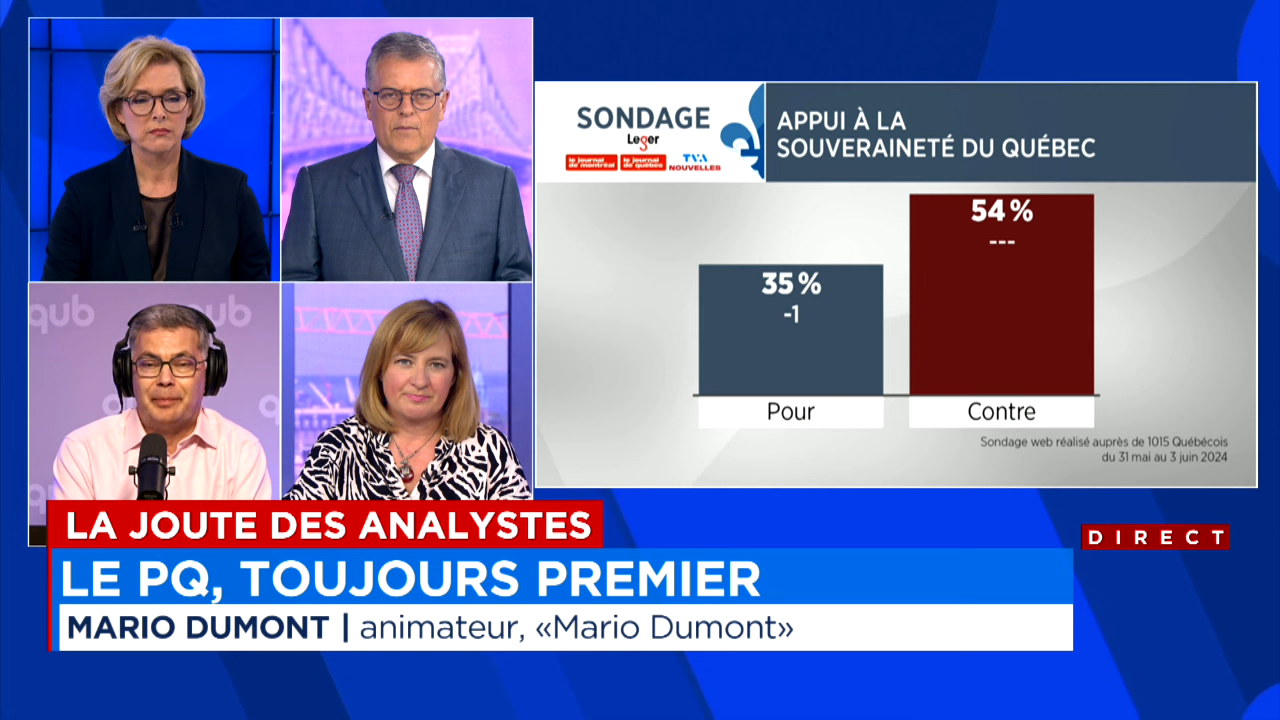 SONDAGE
Leger
le journal de montréal
le journal de québec
TVA NOUVELLES
APPUI À LA
SOUVERAINETÉ DU QUÉBEC
35 %
-1
54 %
---
Pour
Contre
Sondage web réalisé auprès de 1015 Québécois
du 31 mai au 3 juin 2024
qub
qub
qub
LA JOUTE DES ANALYSTES
DIRECT
LE PQ, TOUJOURS PREMIER
MARIO DUMONT | animateur, «Mario Dumont»